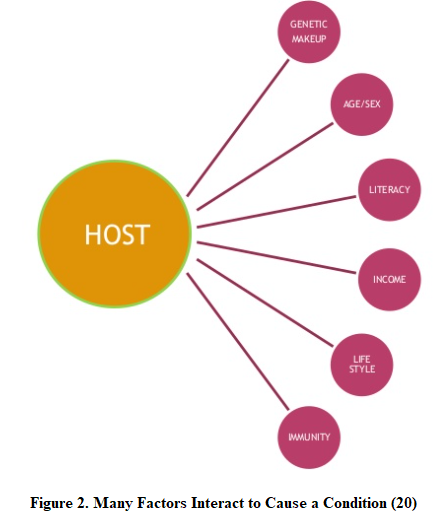 GENETIC
MAKEUP
AGE/SEX
LITERACY
HOST
INCOME
LIFE
STYLE
IMMUNITY
Figure 2. Many Factors Interact to Cause a Condition (20)